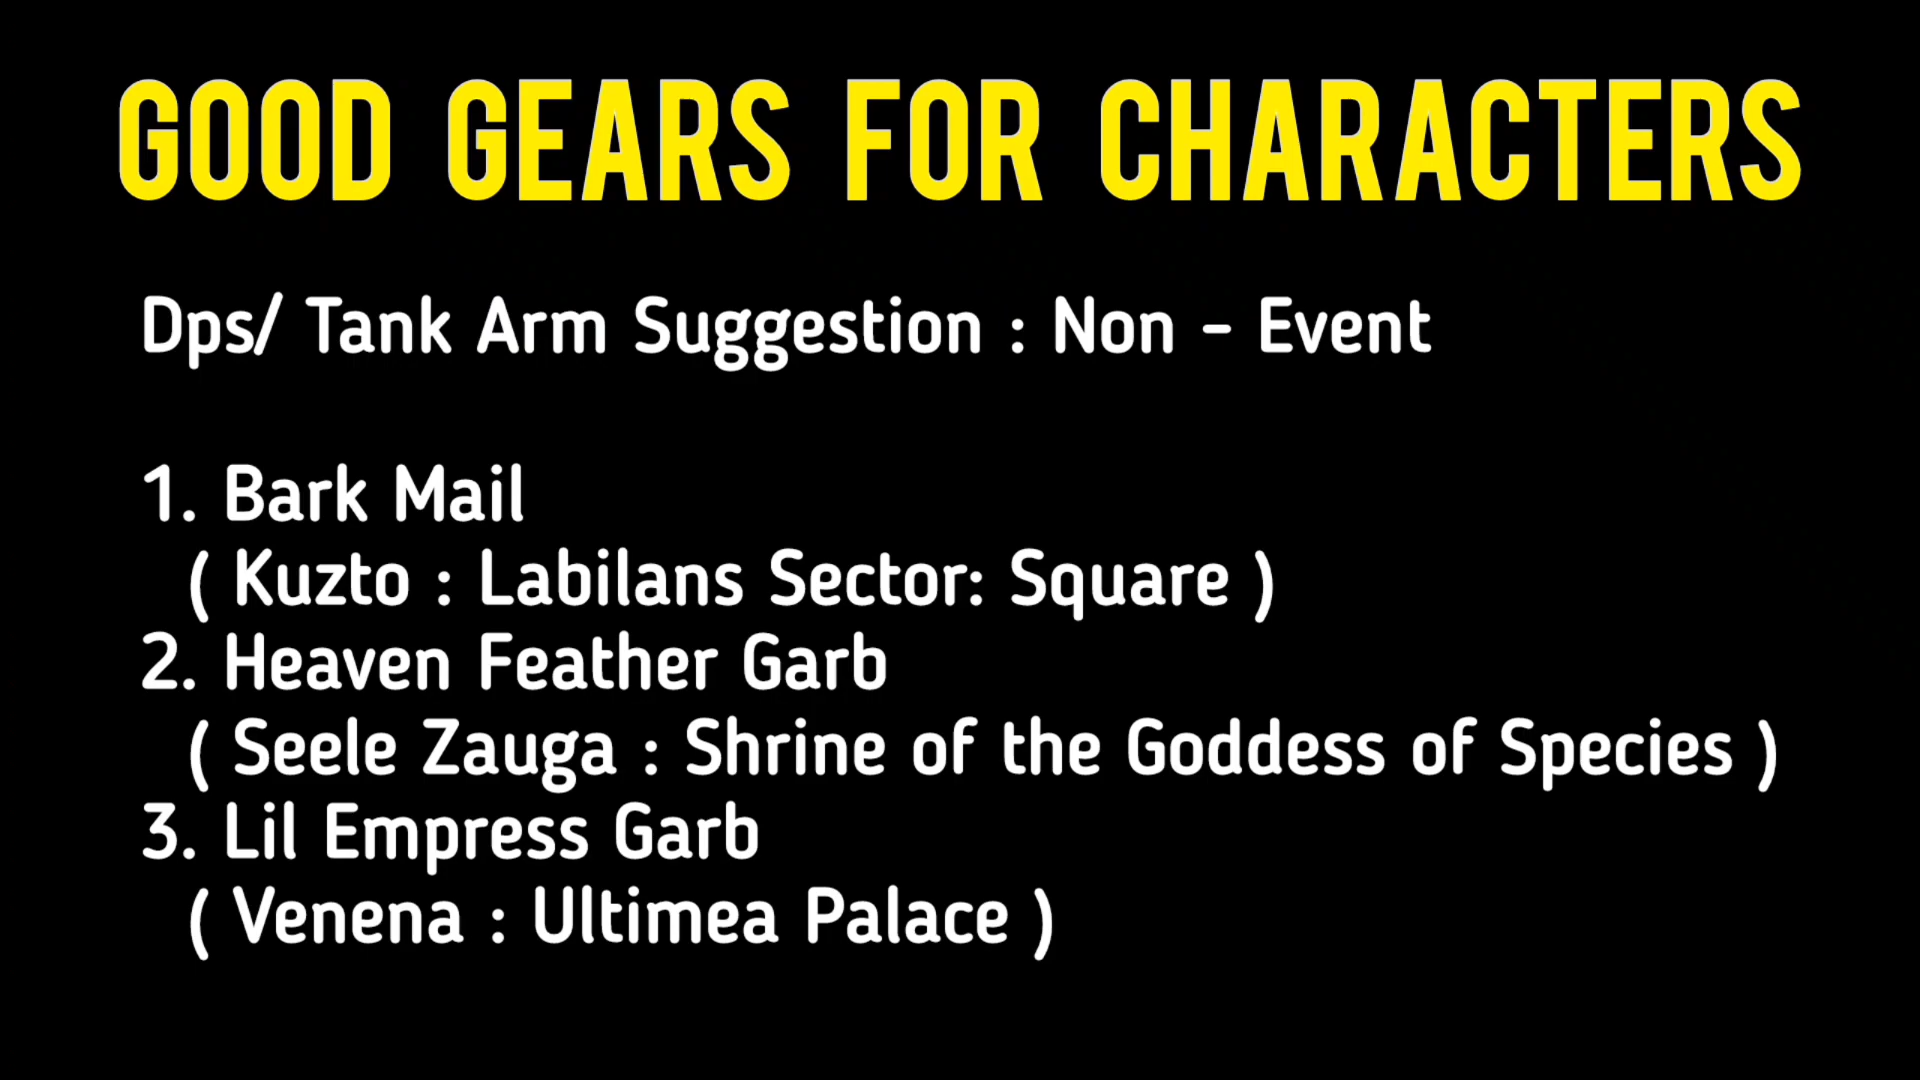 GOOD GEARS FOR CHARACTERS
Dps/ Tank Arm Suggestion : Non - Event
1. Bark Mail
( Kuzto : Labilans Sector: Square )
2. Heaven Feather Garb
( Seele Zauga : Shrine of the Goddess of Species )
3. Lil Empress Garb
( Venena : Ultimea Palace )